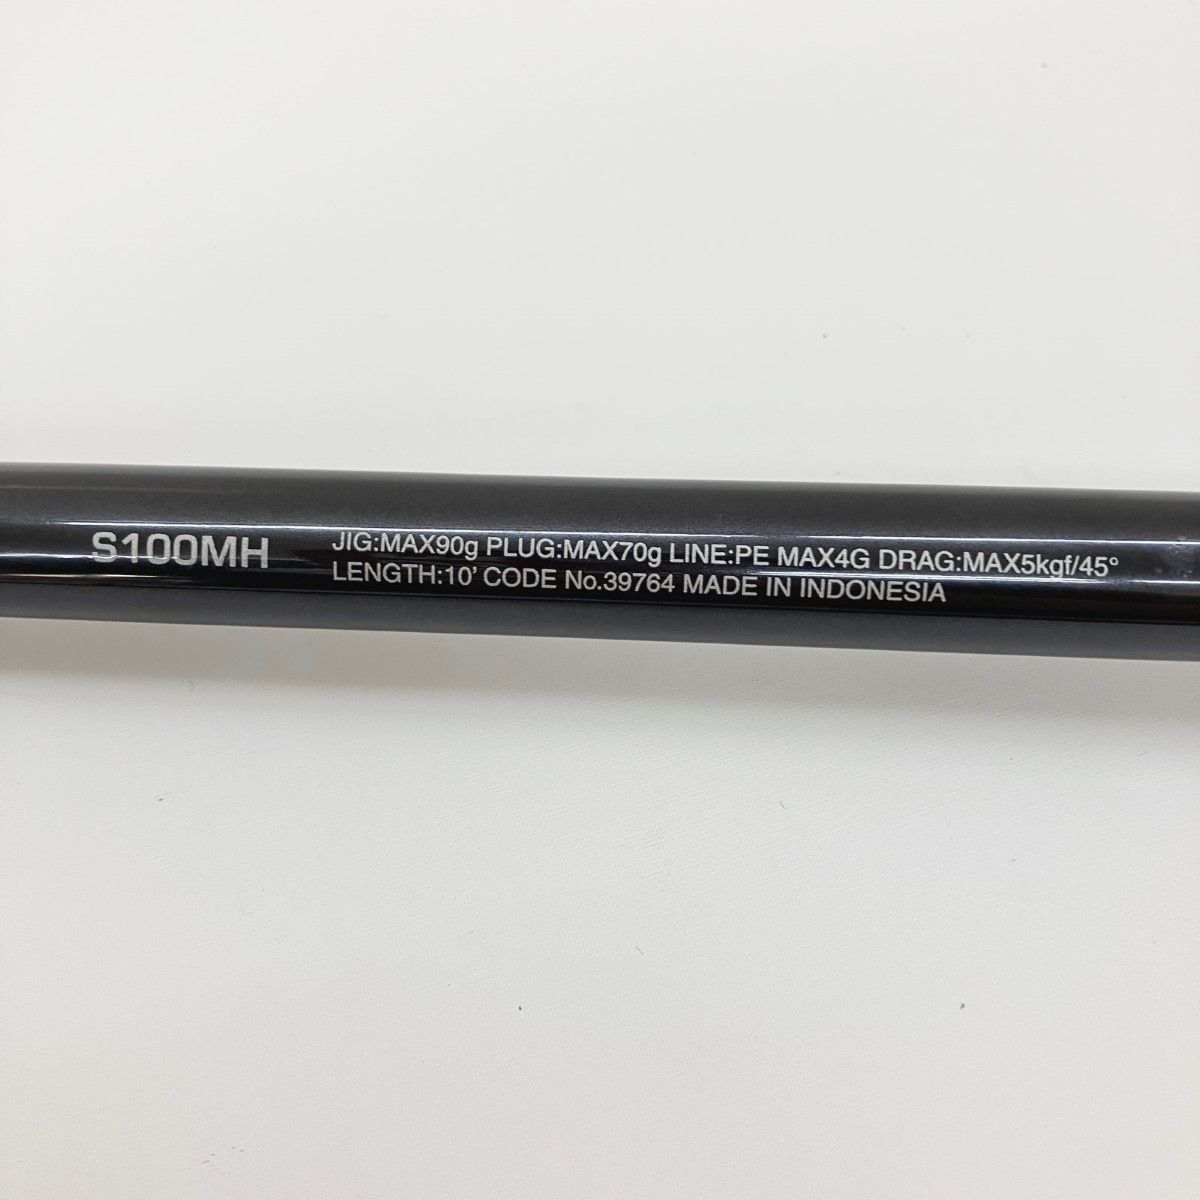 S100MH
JIG:MAX90g PLUG:MAX70g LINE:PE MAX4G DRAG:MAX5kgf/45°
LENGTH:10' CODE No.39764 MADE IN INDONESIA